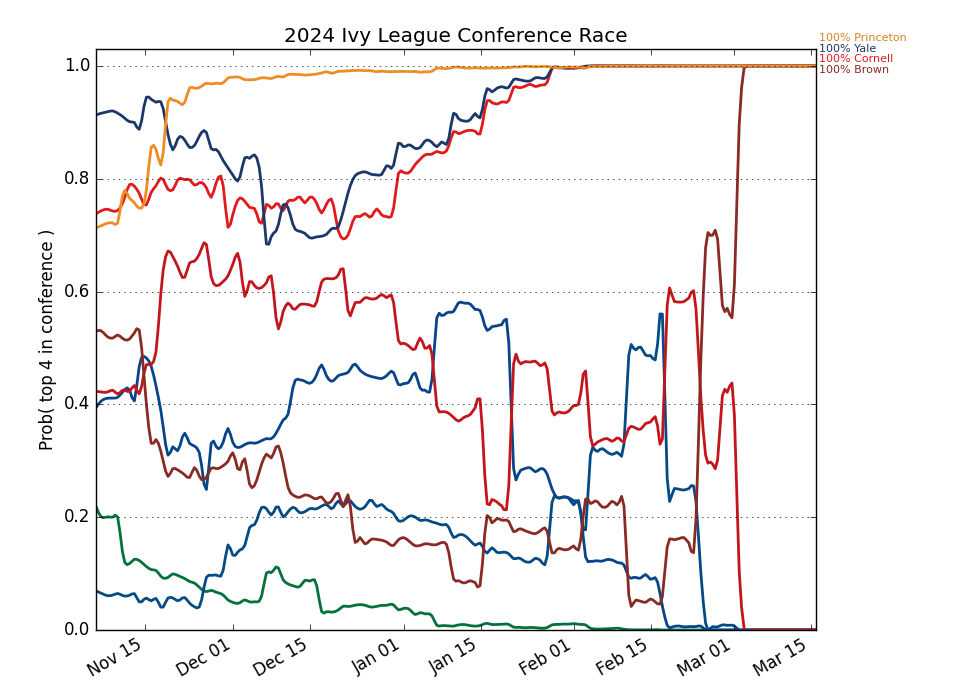 2024 Ivy League Conference Race
100% Princeton
100% Yale
100% Cornell
100% Brown
Prob( top 4 in conference )
1.0
0.8
0.6
0.4
0.2
0.0
Nov 15
Dec 01
Dec 15
Jan 01
Jan 15
Feb 01
Feb 15
Mar 01
Mar 15